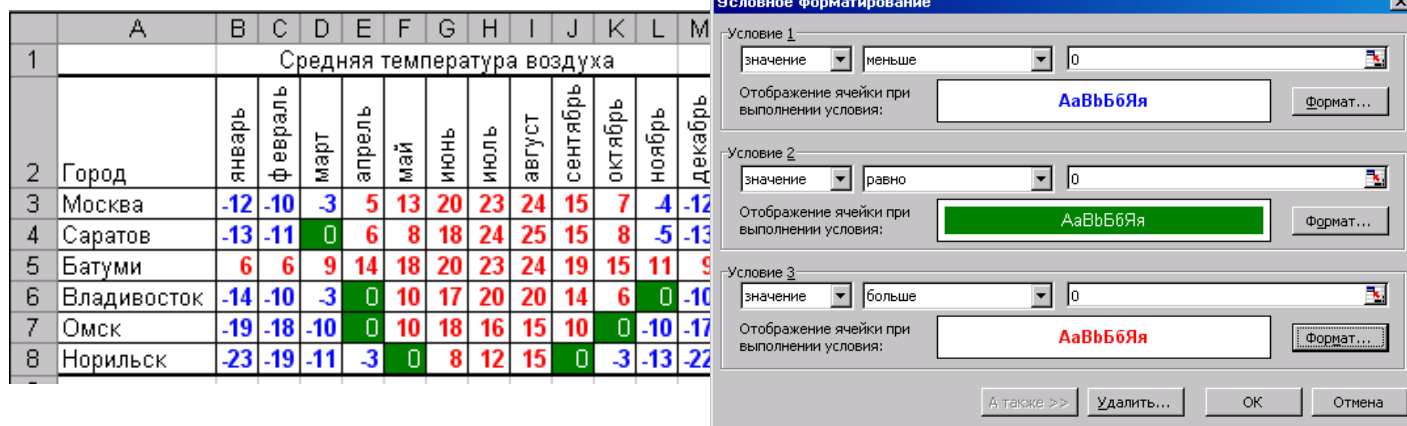 A B C D E F G H I J K L M
1 Средняя температура воздуха
2 Город январь февраль март апрель май июнь июль август сентябрь октябрь ноябрь декабрь
3 Москва -12 -10 -3 5 13 20 23 24 15 7 -4 -12
4 Саратов -13 -11 0 6 8 18 24 25 15 8 -5 -13
5 Батуми 6 6 9 14 18 20 23 24 19 15 11 9
6 Владивосток -14 -10 -3 0 10 17 20 20 14 6 0 -10
7 Омск -19 -18 -10 0 10 18 16 15 10 0 -10 -17
8 Норильск -23 -19 -11 -3 0 8 12 15 0 -3 -13 -22
Условное форматирование
Условие 1
значение меньше 0
Отображение ячейки при
выполнении условия:
АаВbБбЯя
Формат...
Условие 2
значение равно 0
Отображение ячейки при
выполнении условия:
АаВbБбЯя
Формат...
Условие 3
значение больше 0
Отображение ячейки при
выполнении условия:
АаВbБбЯя
Формат...
А также >> Удалить... ОК Отмена